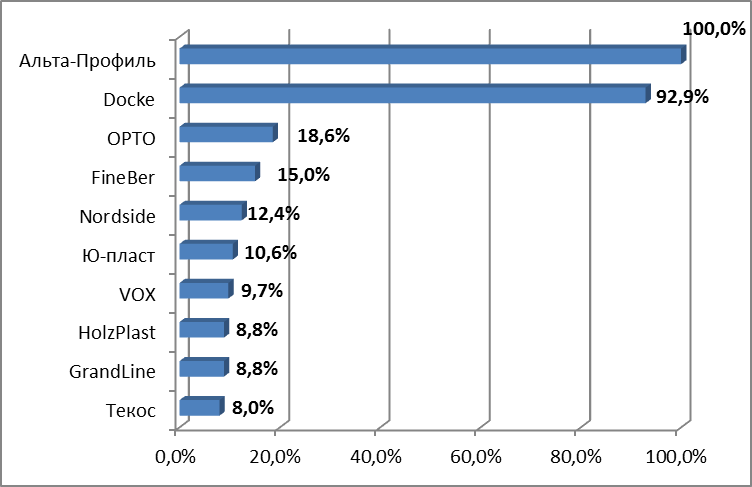 100,0%
Альта-Профиль
Docke 92,9%
ОРТО 18,6%
FineBer 15,0%
Nordside 12,4%
Ю-пласт 10,6%
VOX 9,7%
HolzPlast 8,8%
GrandLine 8,8%
Текос 8,0%
0,0% 20,0% 40,0% 60,0% 80,0% 100,0%